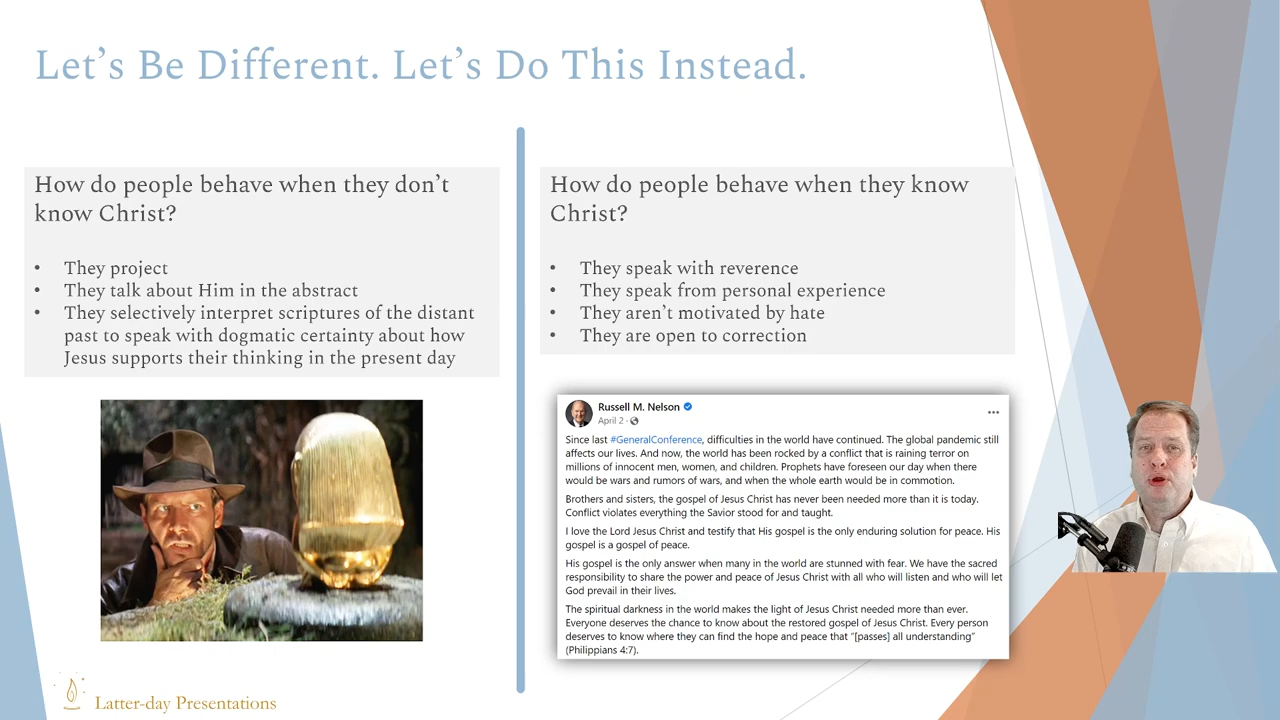 Let’s Be Different. Let’s Do This Instead.
How do people behave when they don’t
know Christ?
• They project
• They talk about Him in the abstract
• They selectively interpret scriptures of the distant
past to speak with dogmatic certainty about how
Jesus supports their thinking in the present day
How do people behave when they know
Christ?
• They speak with reverence
• They speak from personal experience
• They aren’t motivated by hate
• They are open to correction
Russell M. Nelson
April 2 ·
Since last #GeneralConference, difficulties in the world have continued. The global pandemic still
affects our lives. And now, the world has been rocked by a conflict that is raining terror on
millions of innocent men, women, and children. Prophets have foreseen our day when there
would be wars and rumors of wars, and when the whole earth would be in commotion.
Brothers and sisters, the gospel of Jesus Christ has never been needed more than it is today.
Conflict violates everything the Savior stood for and taught.
I love the Lord Jesus Christ and testify that His gospel is the only enduring solution for peace. His
gospel is a gospel of peace.
His gospel is the only answer when many in the world are stunned with fear. We have the sacred
responsibility to share the power and peace of Jesus Christ with all who will listen and who will let
God prevail in their lives.
The spiritual darkness in the world makes the light of Jesus Christ needed more than ever.
Everyone deserves the chance to know about the restored gospel of Jesus Christ. Every person
deserves to know where they can find the hope and peace that “[passes] all understanding”
(Philippians 4:7).
Latter-day Presentations